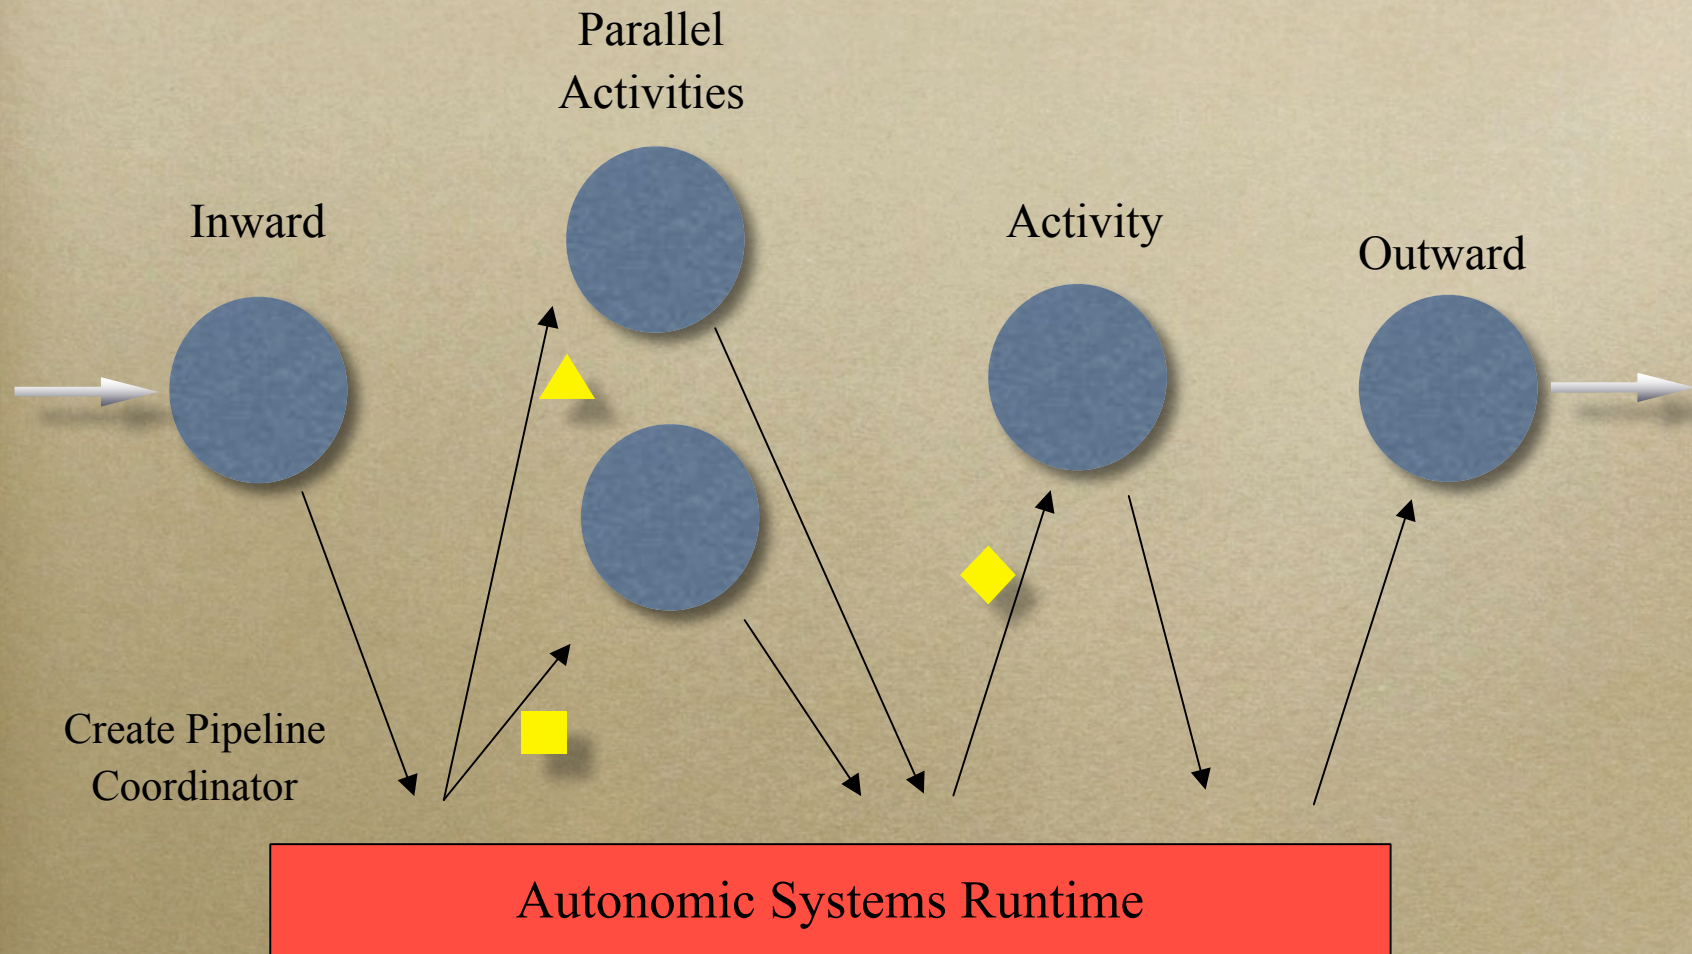 Parallel
Activities
Inward
Activity
Outward
Create Pipeline
Coordinator
Autonomic Systems Runtime